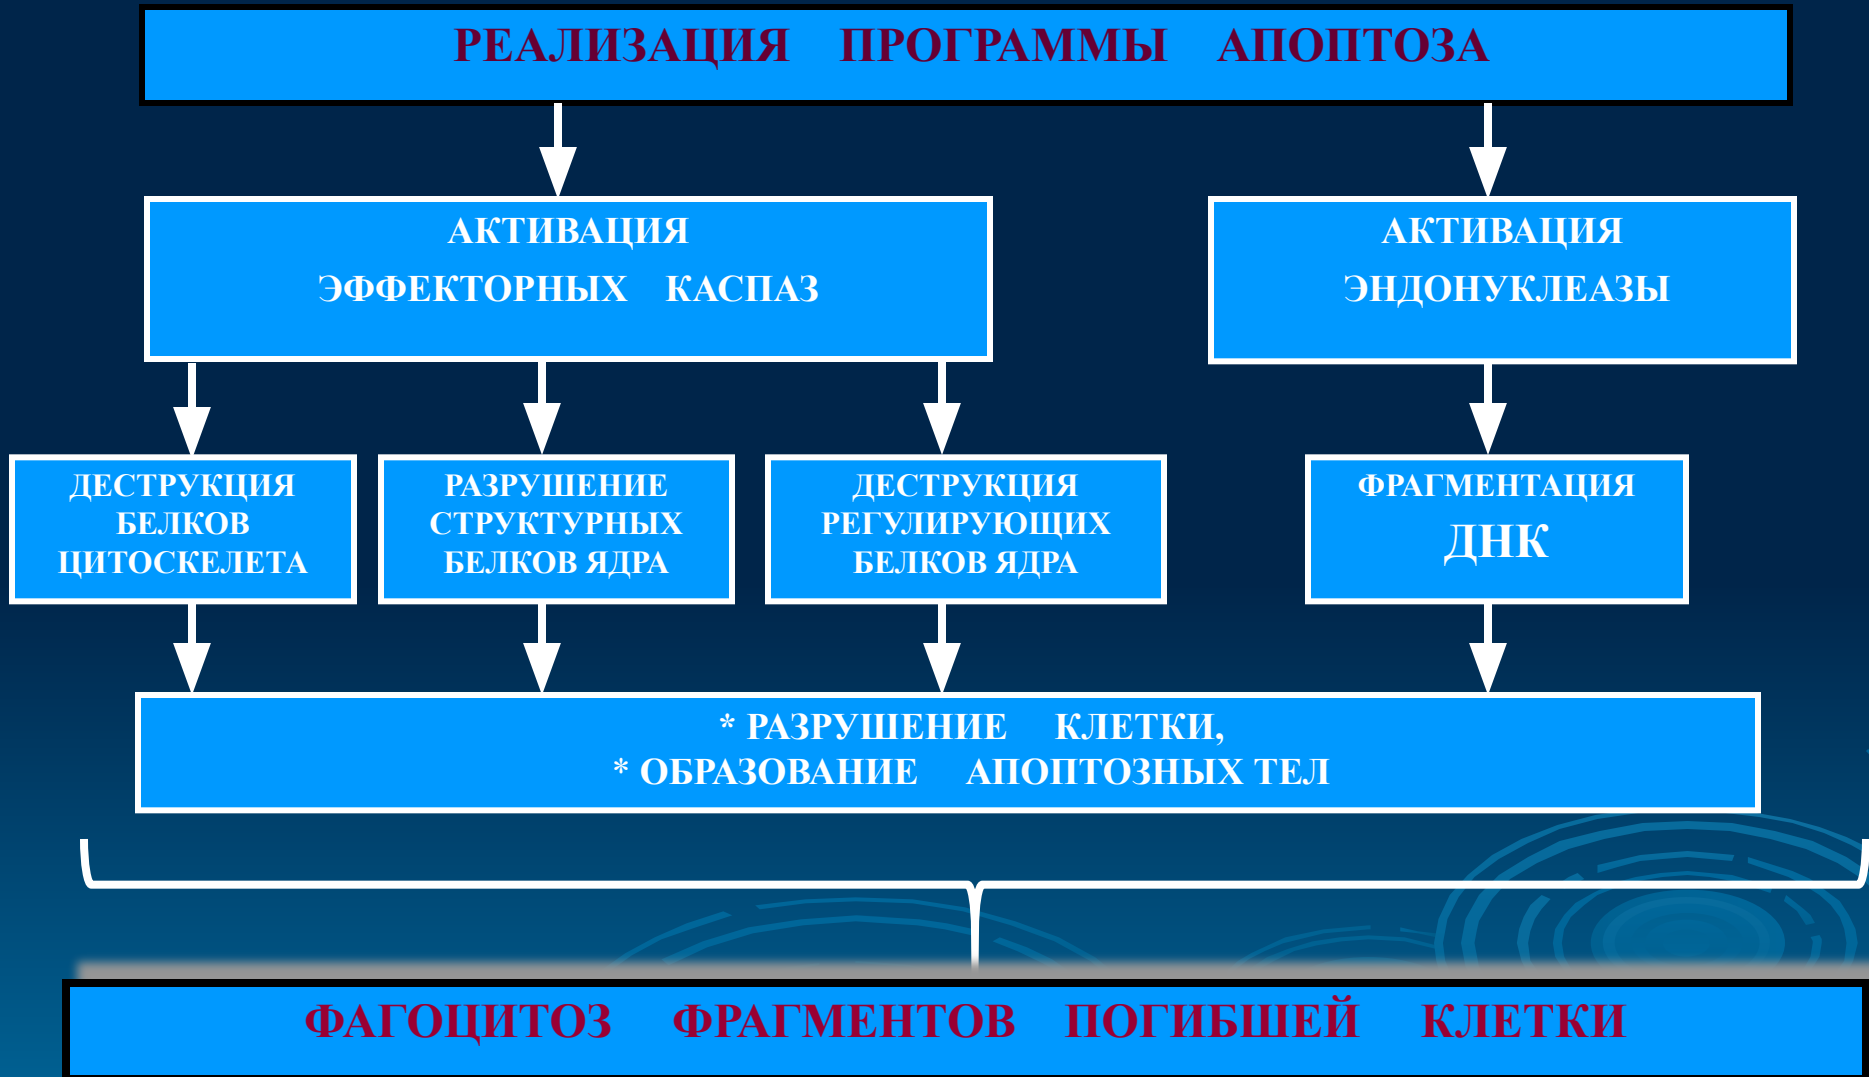 РЕАЛИЗАЦИЯ ПРОГРАММЫ АПОПТОЗА
АКТИВАЦИЯ
ЭФФЕКТОРНЫХ КАСПАЗ
АКТИВАЦИЯ
ЭНДОНУКЛЕАЗЫ
ДЕСТРУКЦИЯ
БЕЛКОВ
ЦИТОСКЕЛЕТА
РАЗРУШЕНИЕ
СТРУКТУРНЫХ
БЕЛКОВ ЯДРА
ДЕСТРУКЦИЯ
РЕГУЛИРУЮЩИХ
БЕЛКОВ ЯДРА
ФРАГМЕНТАЦИЯ
ДНК
* РАЗРУШЕНИЕ КЛЕТКИ,
* ОБРАЗОВАНИЕ АПОПТОЗНЫХ ТЕЛ
ФАГОЦИТОЗ ФРАГМЕНТОВ ПОГИБШЕЙ КЛЕТКИ